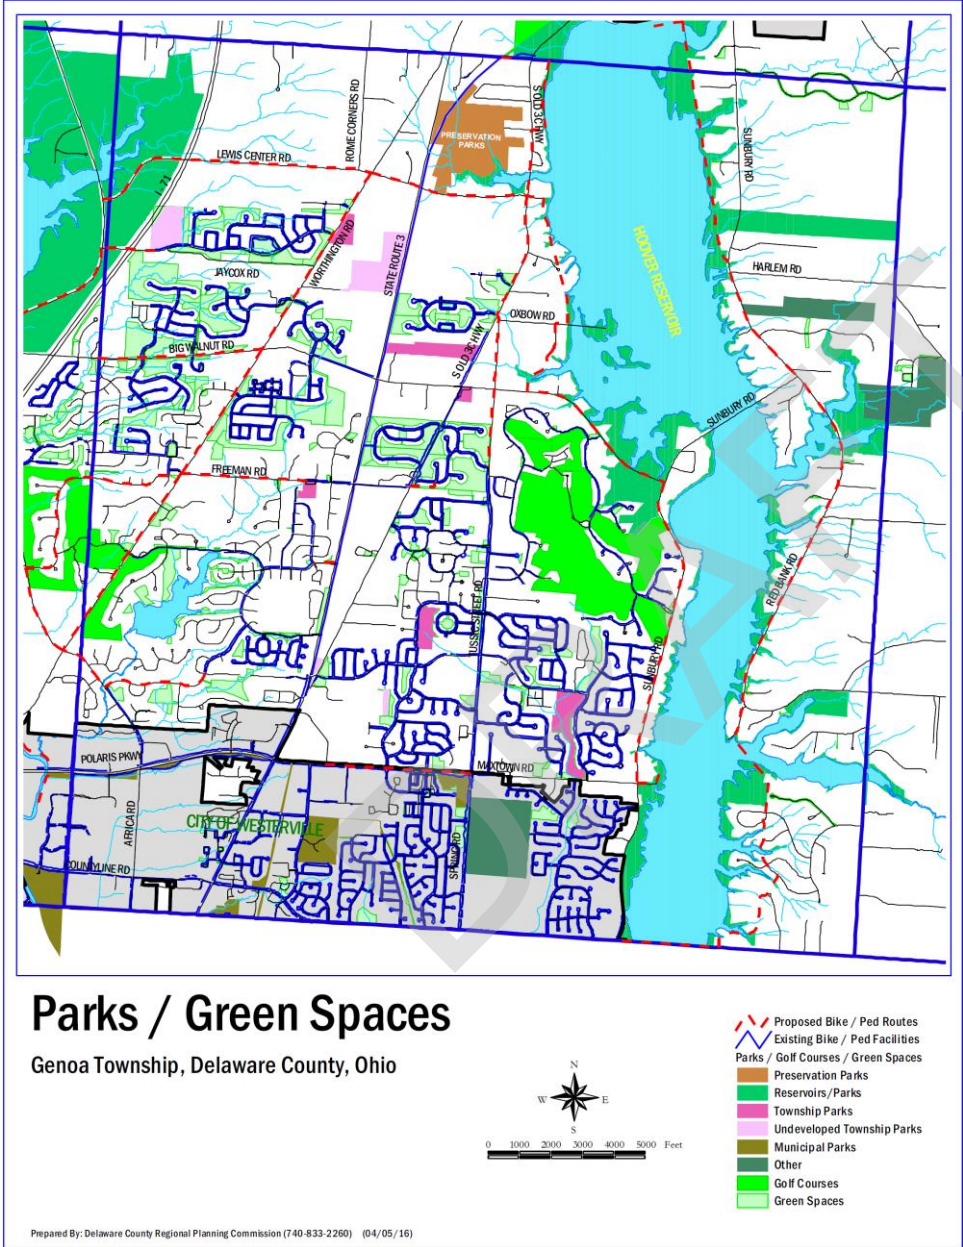 PRESERVATION
PARKS
S OLD 3C HWY
ROME CORNERS RD
SUNBURY RD
LEWIS CENTER RD
I - 71
HOOVER RESERVOIR
WORTHINGTON RD
STATE ROUTE 3
HARLEM RD
JAYCOX RD
OXBOW RD
BIG WALNUT RD
S OLD 3C HWY
SUNBURY RD
FREEMAN RD
RED BANK RD
TUSSIC STREET RD
SUNBURY RD
POLARIS PKWY
MAXTOWN RD
AFRICA RD
CITY OF WESTERVILLE
SPRING RD
COUNTYLINE RD
DRAFT
Parks / Green Spaces
Genoa Township, Delaware County, Ohio
N
W E
S
0 1000 2000 3000 4000 5000 Feet
Proposed Bike / Ped Routes
Existing Bike / Ped Facilities
Parks / Golf Courses / Green Spaces
Preservation Parks
Reservoirs/Parks
Township Parks
Undeveloped Township Parks
Municipal Parks
Other
Golf Courses
Green Spaces
Prepared By: Delaware County Regional Planning Commission (740-833-2260) (04/05/16)